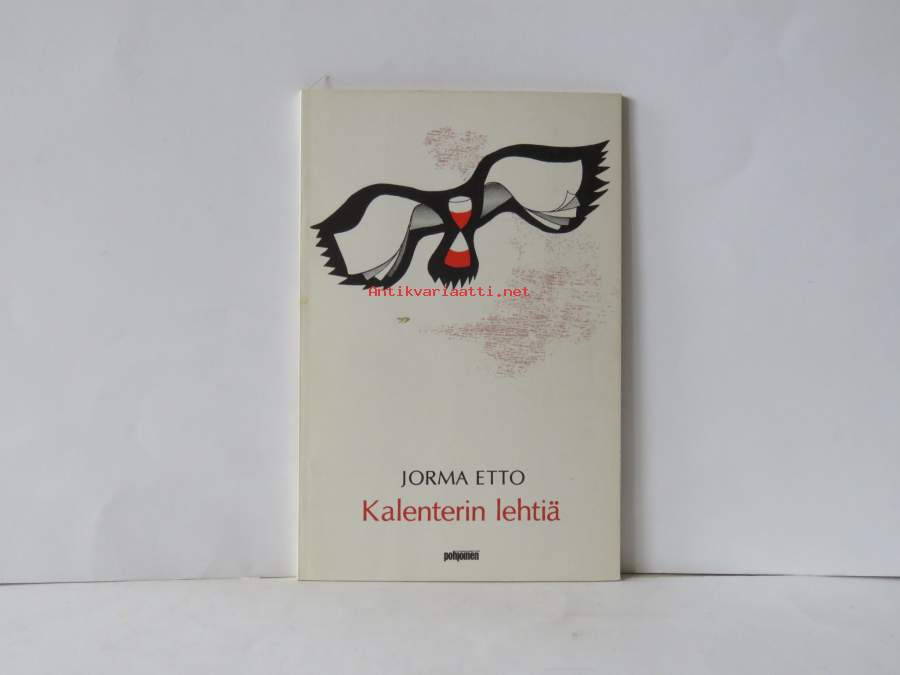 Antikvariaatti.net
JORMA ETTO
Kalenterin lehtiä
pohjoinen